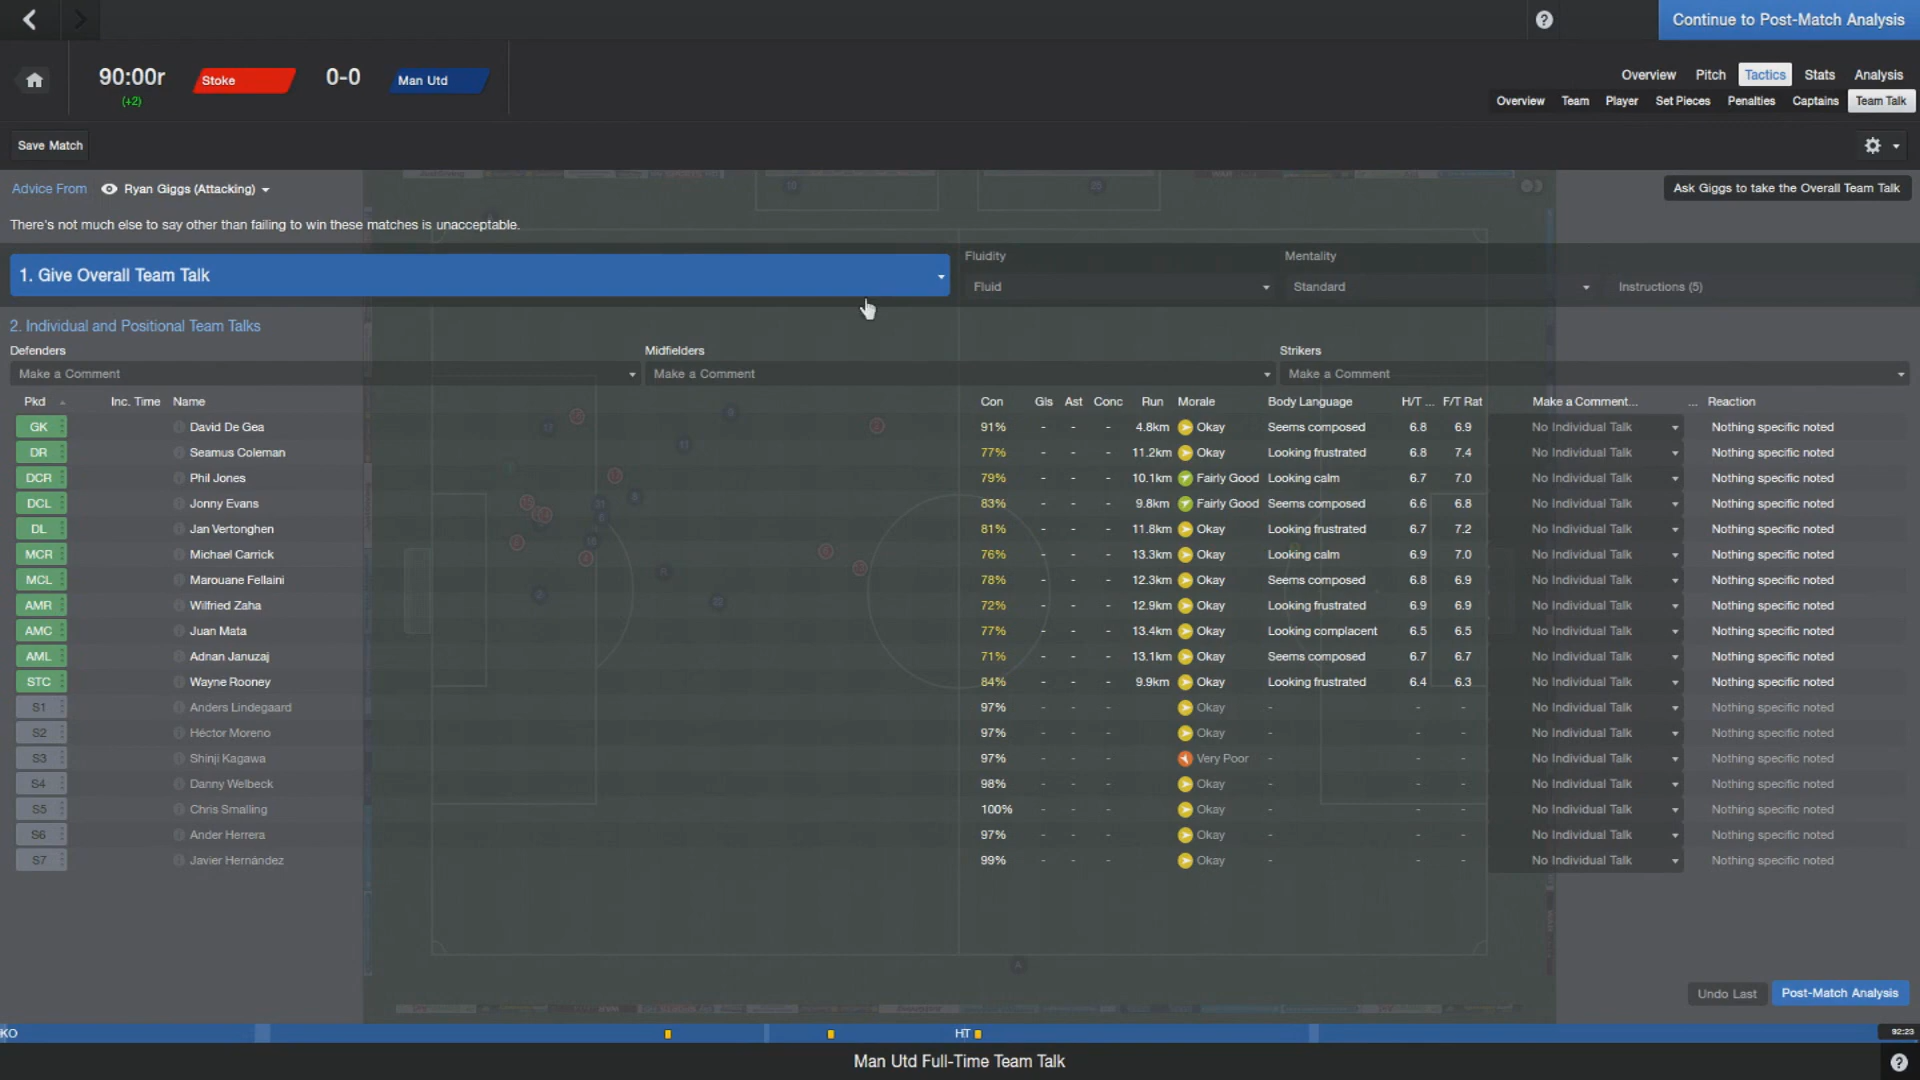 Continue to Post-Match Analysis
90:00r
(+2)
Stoke
0-0
Man Utd
Overview Pitch Tactics Stats Analysis
Overview Team Player Set Pieces Penalties Captains Team Talk
Save Match
Advice From Ryan Giggs (Attacking)
Ask Giggs to take the Overall Team Talk
There's not much else to say other than failing to win these matches is unacceptable.
1. Give Overall Team Talk
Fluidity
Fluid
Mentality
Standard
Instructions (5)
2. Individual and Positional Team Talks
Defenders Midfielders Strikers
Make a Comment Make a Comment Make a Comment
Pkd Inc. Time Name Con Gls Ast Conc Run Morale Body Language H/T ... F/T Rat Make a Comment... ... Reaction
GK David De Gea 91% - - - 4.8km Okay Seems composed 6.8 6.9 No Individual Talk Nothing specific noted
DR Seamus Coleman 77% - - - 11.2km Okay Looking frustrated 6.8 7.4 No Individual Talk Nothing specific noted
DCR Phil Jones 79% - - - 10.1km Fairly Good Looking calm 6.7 7.0 No Individual Talk Nothing specific noted
DCL Jonny Evans 83% - - - 9.8km Fairly Good Seems composed 6.6 6.8 No Individual Talk Nothing specific noted
DL Jan Vertonghen 81% - - - 11.8km Okay Looking frustrated 6.7 7.2 No Individual Talk Nothing specific noted
MCR Michael Carrick 76% - - - 13.3km Okay Looking calm 6.9 7.0 No Individual Talk Nothing specific noted
MCL Marouane Fellaini 78% - - - 12.3km Okay Seems composed 6.8 6.9 No Individual Talk Nothing specific noted
AMR Wilfried Zaha 72% - - - 12.9km Okay Looking frustrated 6.9 6.9 No Individual Talk Nothing specific noted
AMC Juan Mata 77% - - - 13.4km Okay Looking complacent 6.5 6.5 No Individual Talk Nothing specific noted
AML Adnan Januzaj 71% - - - 13.1km Okay Seems composed 6.7 6.7 No Individual Talk Nothing specific noted
STC Wayne Rooney 84% - - - 9.9km Okay Looking frustrated 6.4 6.3 No Individual Talk Nothing specific noted
S1 Anders Lindegaard 97% - - - Okay - - - No Individual Talk Nothing specific noted
S2 Héctor Moreno 97% - - - Okay - - - No Individual Talk Nothing specific noted
S3 Shinji Kagawa 97% - - - Very Poor - - - No Individual Talk Nothing specific noted
S4 Danny Welbeck 98% - - - Okay - - - No Individual Talk Nothing specific noted
S5 Chris Smalling 100% - - - Okay - - - No Individual Talk Nothing specific noted
S6 Ander Herrera 97% - - - Okay - - - No Individual Talk Nothing specific noted
S7 Javier Hernández 99% - - - Okay - - - No Individual Talk Nothing specific noted
Undo Last Post-Match Analysis
KO HT 92:23
Man Utd Full-Time Team Talk